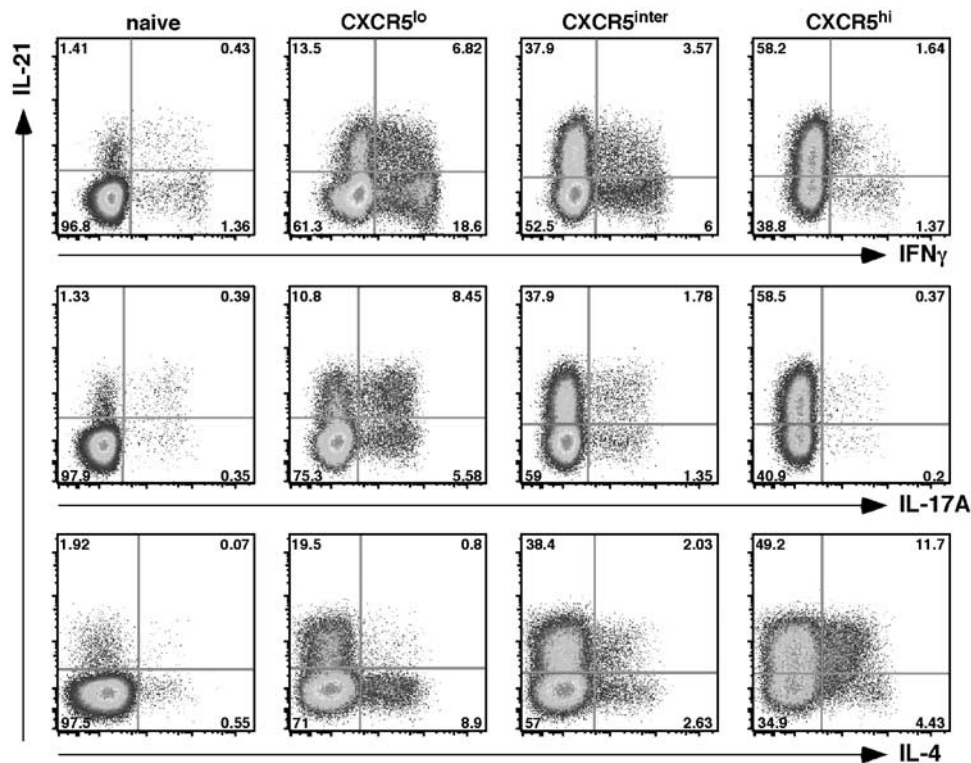 naive CXCR5lo CXCR5inter CXCR5hi
IL-21
1.41 0.43 13.5 6.82 37.9 3.57 58.2 1.64
96.8 1.36 61.3 18.6 52.5 6 38.8 1.37
IFNγ
1.33 0.39 10.8 8.45 37.9 1.78 58.5 0.37
97.9 0.35 75.3 5.58 59 1.35 40.9 0.2
IL-17A
1.92 0.07 19.5 0.8 38.4 2.03 49.2 11.7
97.5 0.55 71 8.9 57 2.63 34.9 4.43
IL-4